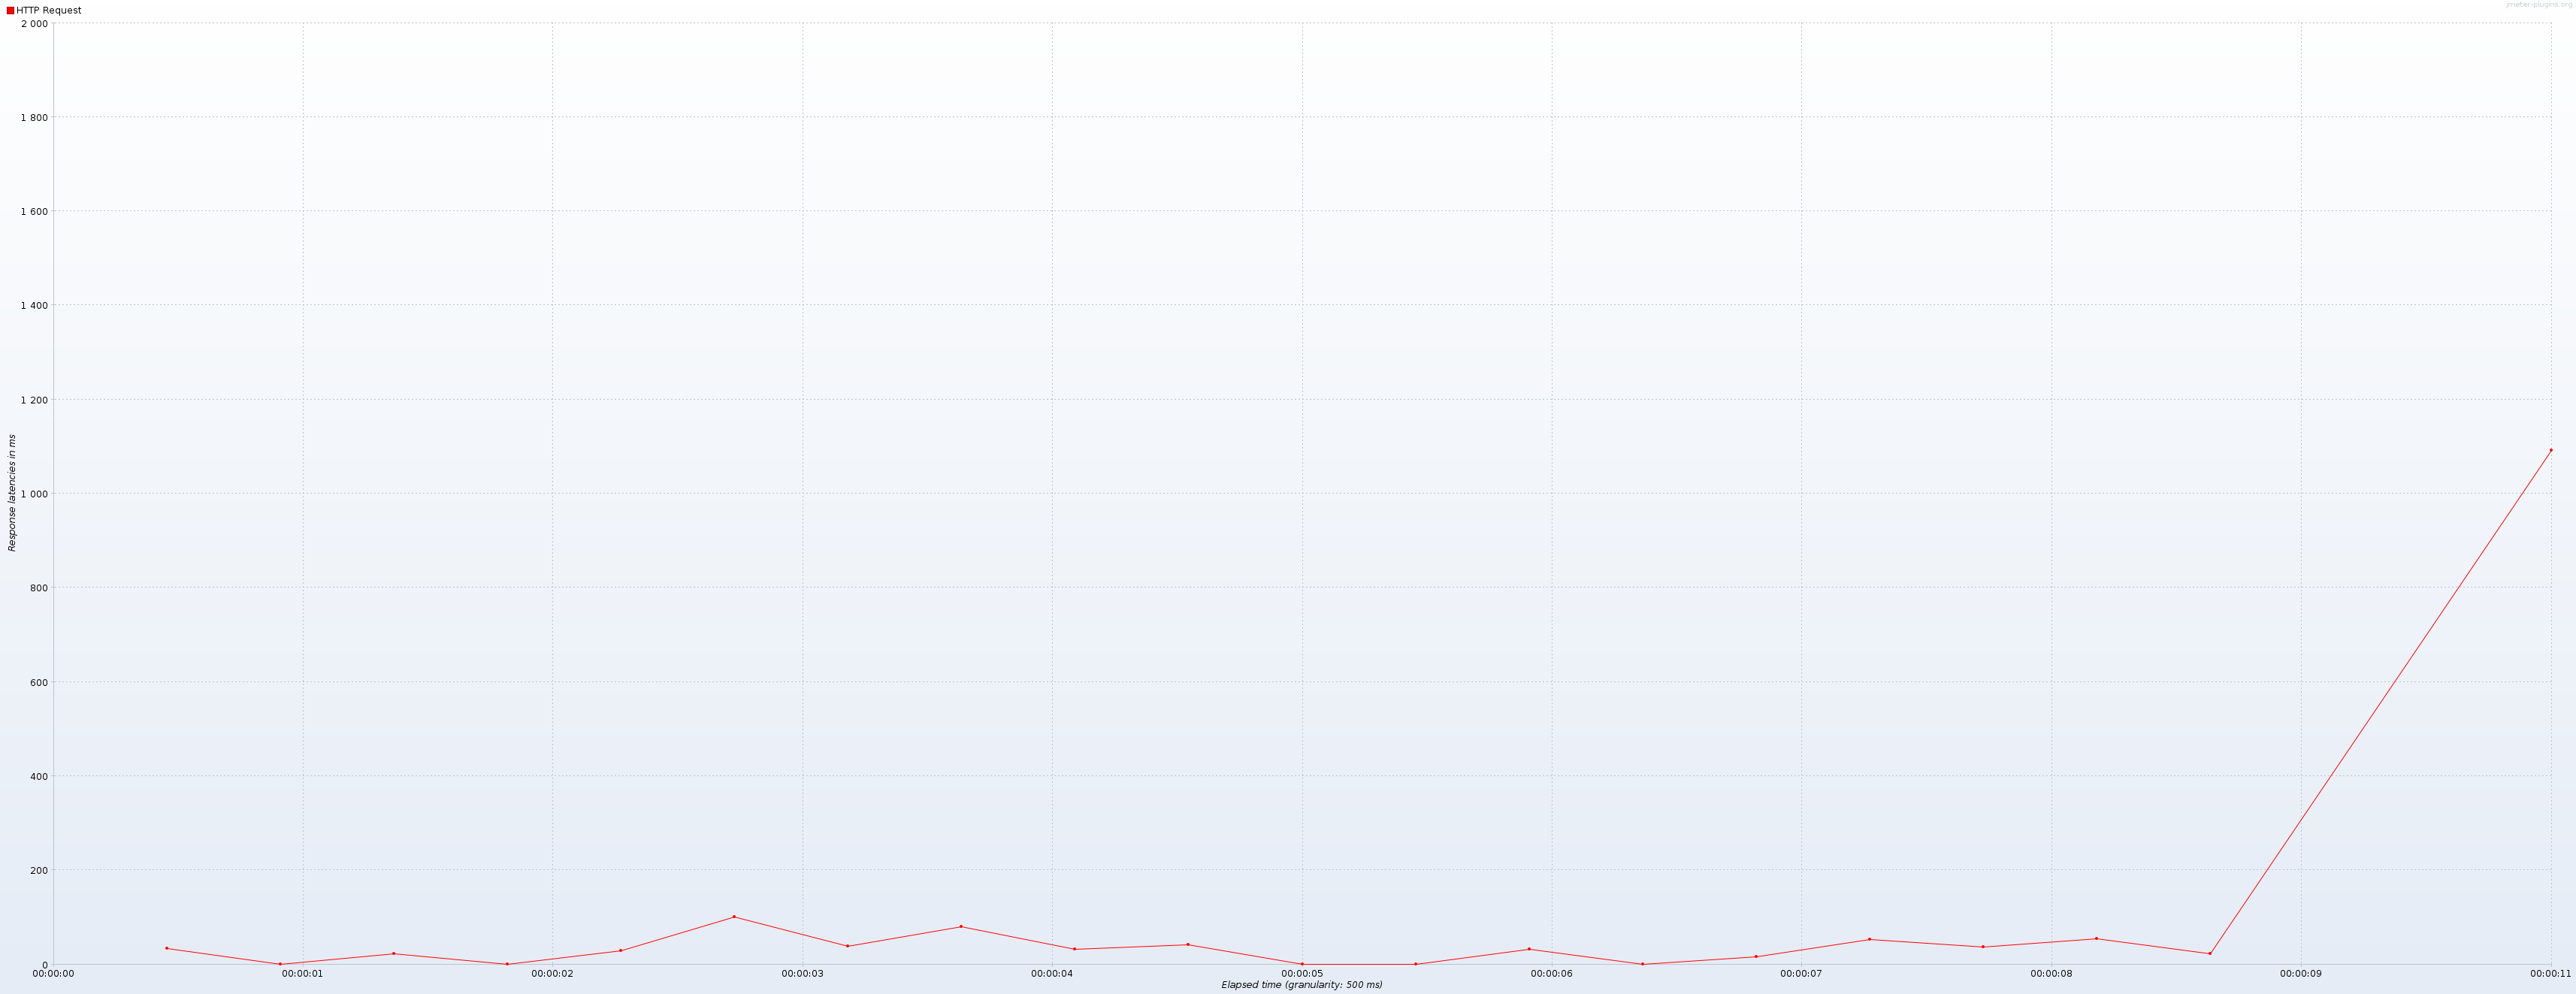 HTTP Request
jmeter-plugins.org
2 000
1 800
1 600
1 400
1 200
1 000
800
600
400
200
0
Response latencies in ms
00:00:00 00:00:01 00:00:02 00:00:03 00:00:04 00:00:05 00:00:06 00:00:07 00:00:08 00:00:09 00:00:11
Elapsed time (granularity: 500 ms)